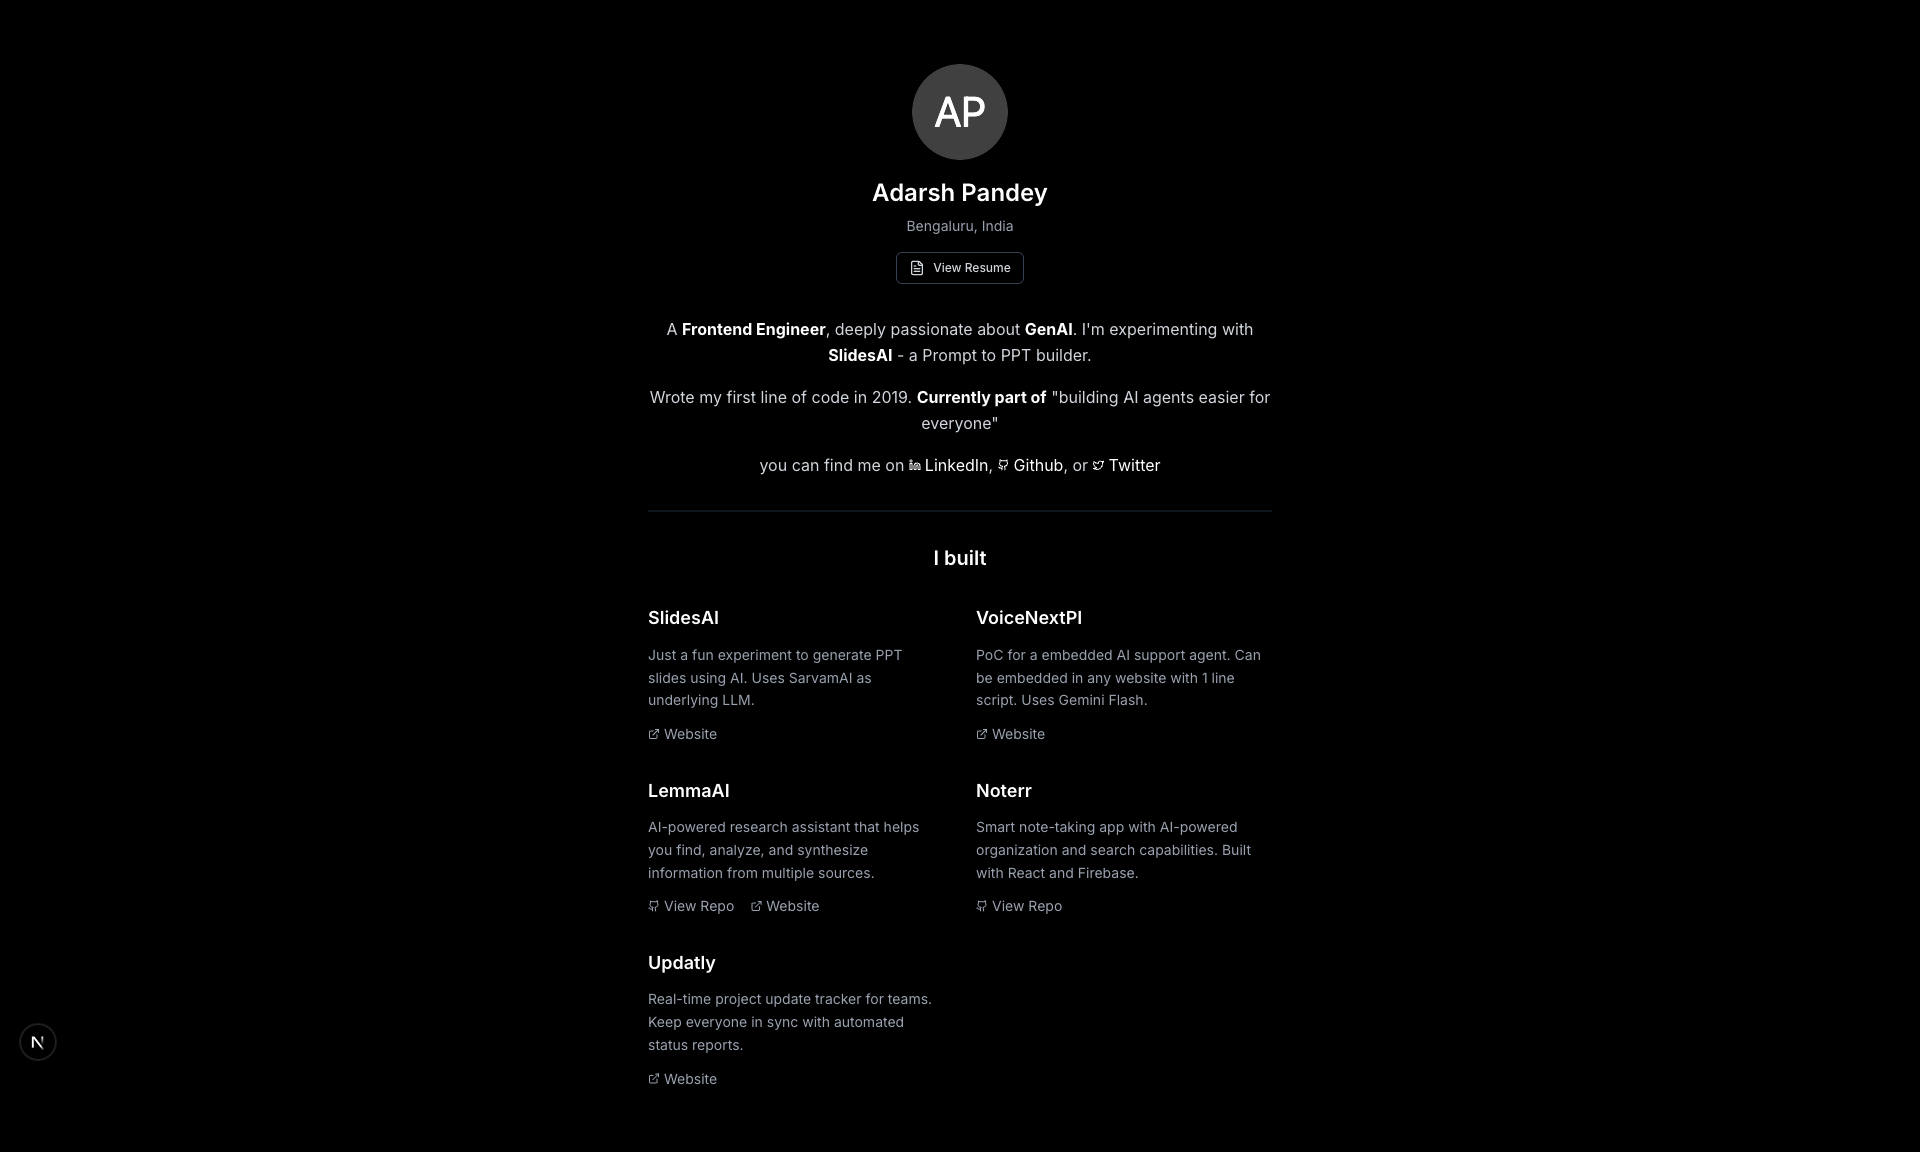 AP
Adarsh Pandey
Bengaluru, India
View Resume
A Frontend Engineer, deeply passionate about GenAI. I'm experimenting with
SlidesAI - a Prompt to PPT builder.
Wrote my first line of code in 2019. Currently part of "building AI agents easier for
everyone"
you can find me on LinkedIn, Github, or Twitter
I built
SlidesAI
Just a fun experiment to generate PPT
slides using AI. Uses SarvamAI as
underlying LLM.
Website
VoiceNextPI
PoC for a embedded AI support agent. Can
be embedded in any website with 1 line
script. Uses Gemini Flash.
Website
LemmaAI
AI-powered research assistant that helps
you find, analyze, and synthesize
information from multiple sources.
View Repo Website
Noterr
Smart note-taking app with AI-powered
organization and search capabilities. Built
with React and Firebase.
View Repo
Updatly
Real-time project update tracker for teams.
Keep everyone in sync with automated
status reports.
Website
N